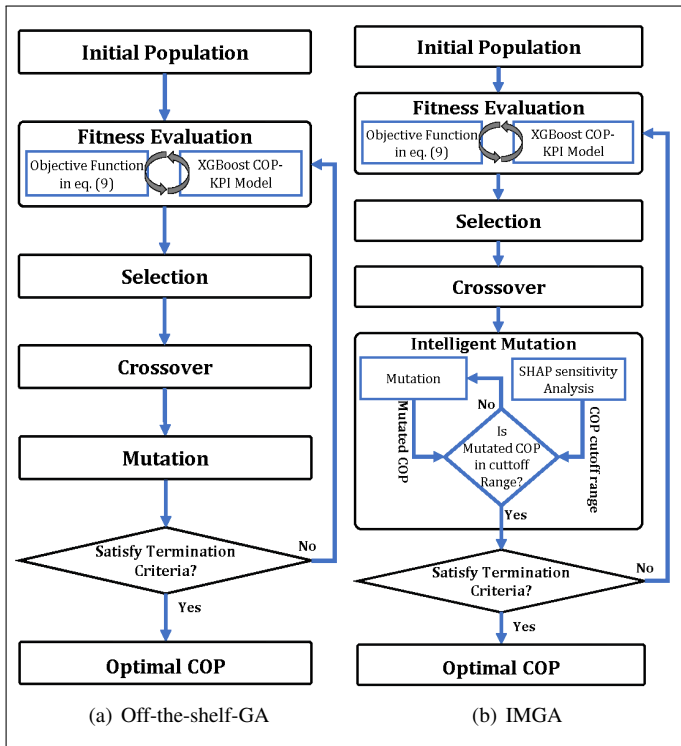 Initial Population
Fitness Evaluation
Objective Function
in eq. (9)
XGBoost COP-
KPI Model
Selection
Crossover
Mutation
Satisfy Termination
Criteria?
No
Yes
Optimal COP
(a) Off-the-shelf-GA
Initial Population
Fitness Evaluation
Objective Function
in eq. (9)
XGBoost COP-
KPI Model
Selection
Crossover
Intelligent Mutation
Mutation
SHAP sensitivity
Analysis
No
Mutated COP
Is
Mutated COP
in cuttoff
Range?
COP cutoff range
Yes
Satisfy Termination
Criteria?
No
Yes
Optimal COP
(b) IMGA